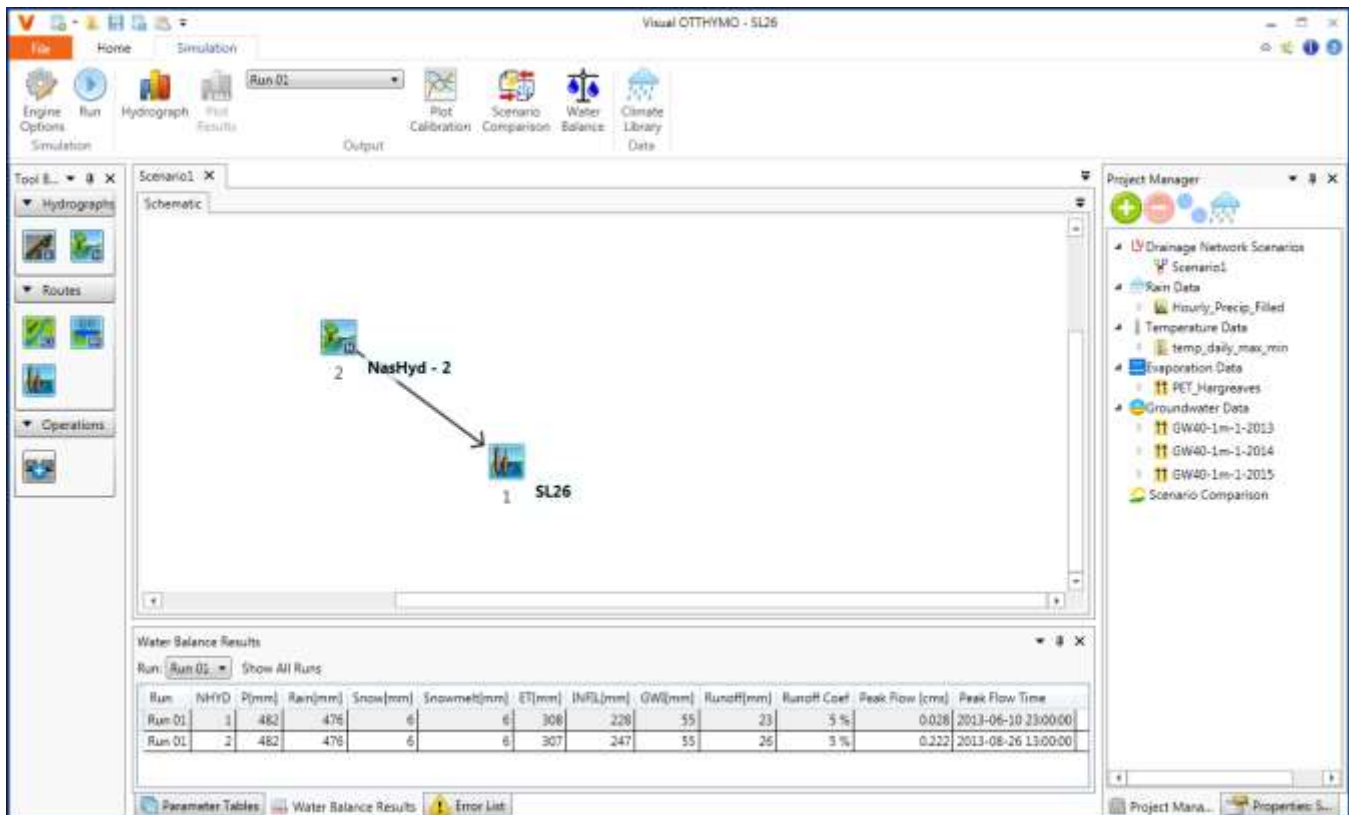 Visual OTTHYMO - SL26
File Home Simulation
Engine Options Run Hydrograph Plot Results Run 01 Plot Calibration Scenario Comparison Water Balance Climate Library
Simulation Output Data
Tool B...
Hydrographs
Routes
Operations
Scenario1
Schematic
2 NasHyd - 2
1 SL26
Water Balance Results
Run: Run 01 Show All Runs
Run NHYD P[mm] Rain[mm] Snow[mm] Snowmelt[mm] ET[mm] INFIL[mm] GWI[mm] Runoff[mm] Runoff Coef Peak Flow [cms] Peak Flow Time
Run 01 1 482 476 6 6 308 228 55 23 5 % 0.028 2013-06-10 23:00:00
Run 01 2 482 476 6 6 307 247 55 26 5 % 0.222 2013-08-26 13:00:00
Parameter Tables Water Balance Results Error List
Project Manager
Drainage Network Scenarios
Scenario1
Rain Data
Hourly_Precip_Filled
Temperature Data
temp_daily_max_min
Evaporation Data
PET_Hargreaves
Groundwater Data
GW40-1m-1-2013
GW40-1m-1-2014
GW40-1m-1-2015
Scenario Comparison
Project Mana... Properties: S...